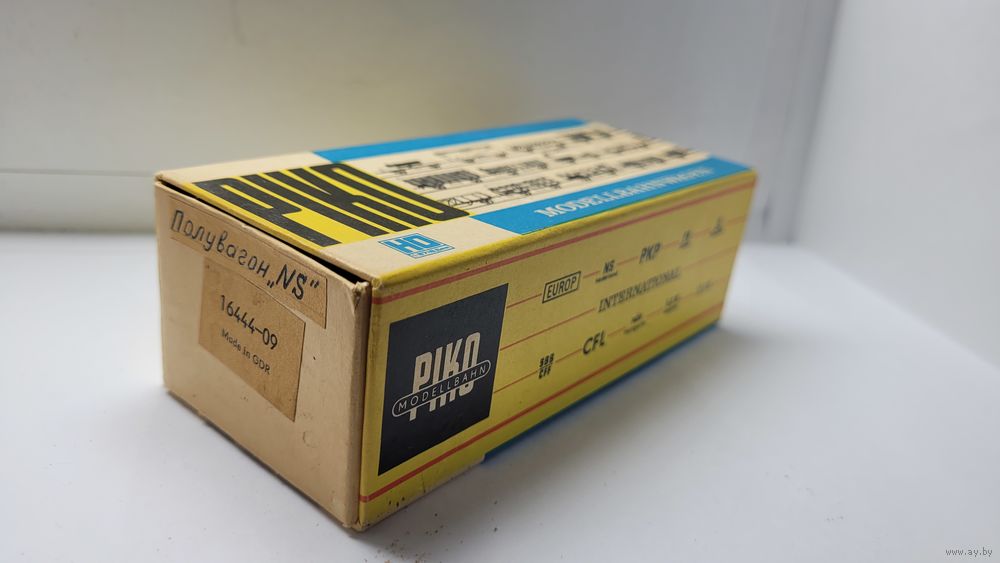 PIKO
HO
MODELLBAHNWAGEN
Полувагон „NS”
16444-09
Made in GDR
PIKO
MODELLBAHN
EUROP
NS
PKP
INTERNATIONAL
SBB
CFF
CFL
www.ay.by